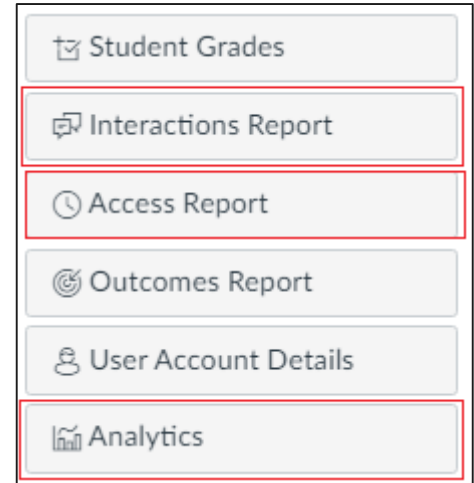 Student Grades
Interactions Report
Access Report
Outcomes Report
User Account Details
Analytics